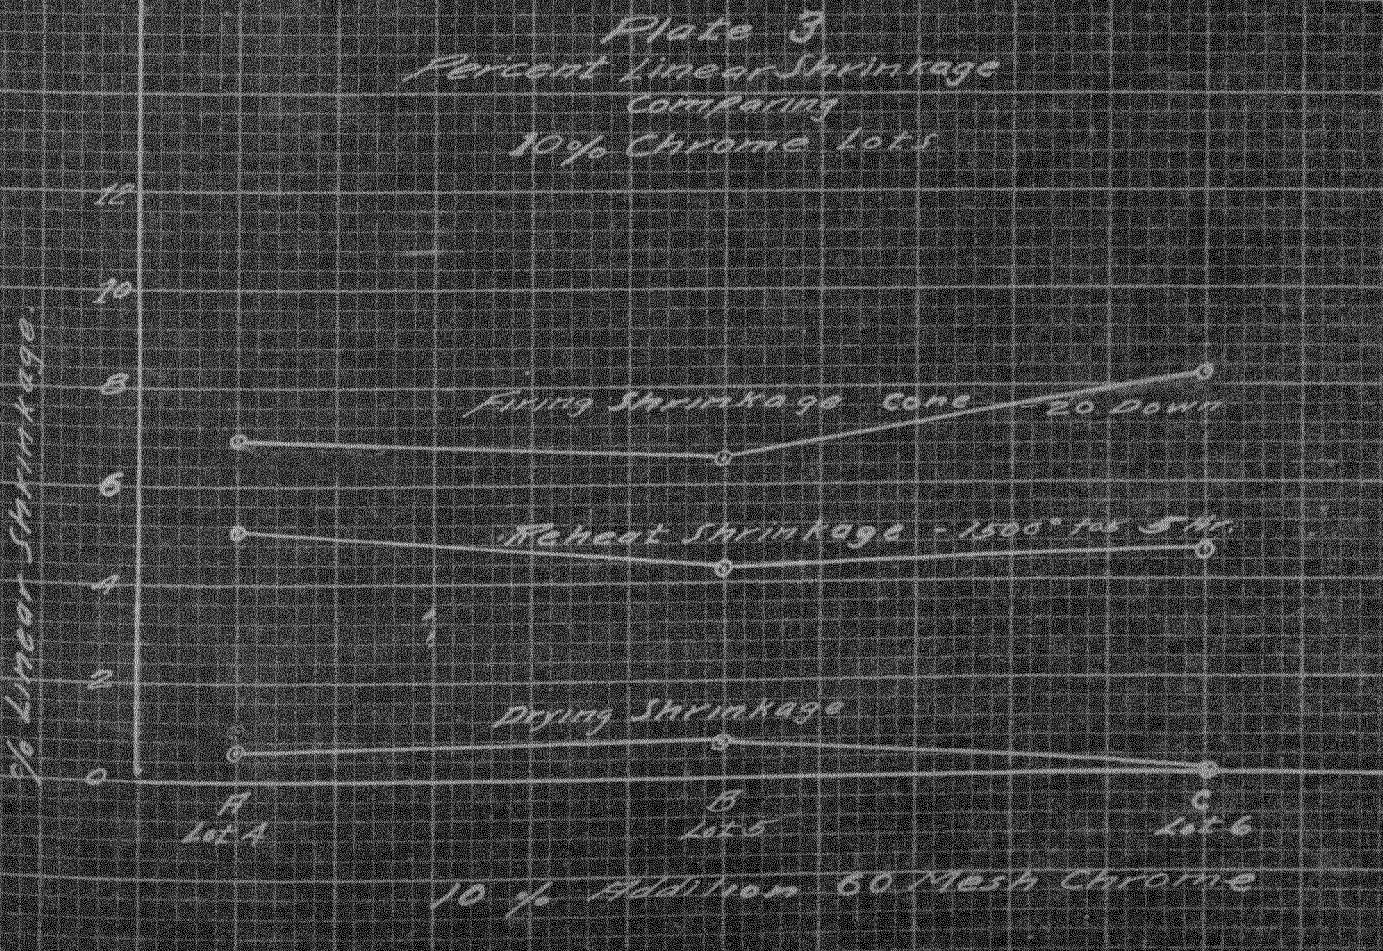 Plate 3
Percent Linear Shrinkage
Comparing
10% Chrome Lots
12
10
8
6
4
2
0
% Linear Shrinkage.
Firing Shrinkage Cone 20 Down
Reheat Shrinkage - 1500° for 5 Hr.
Drying Shrinkage
A B C
Lot 4 Lot 5 Lot 6
10 % Addition 60 Mesh Chrome